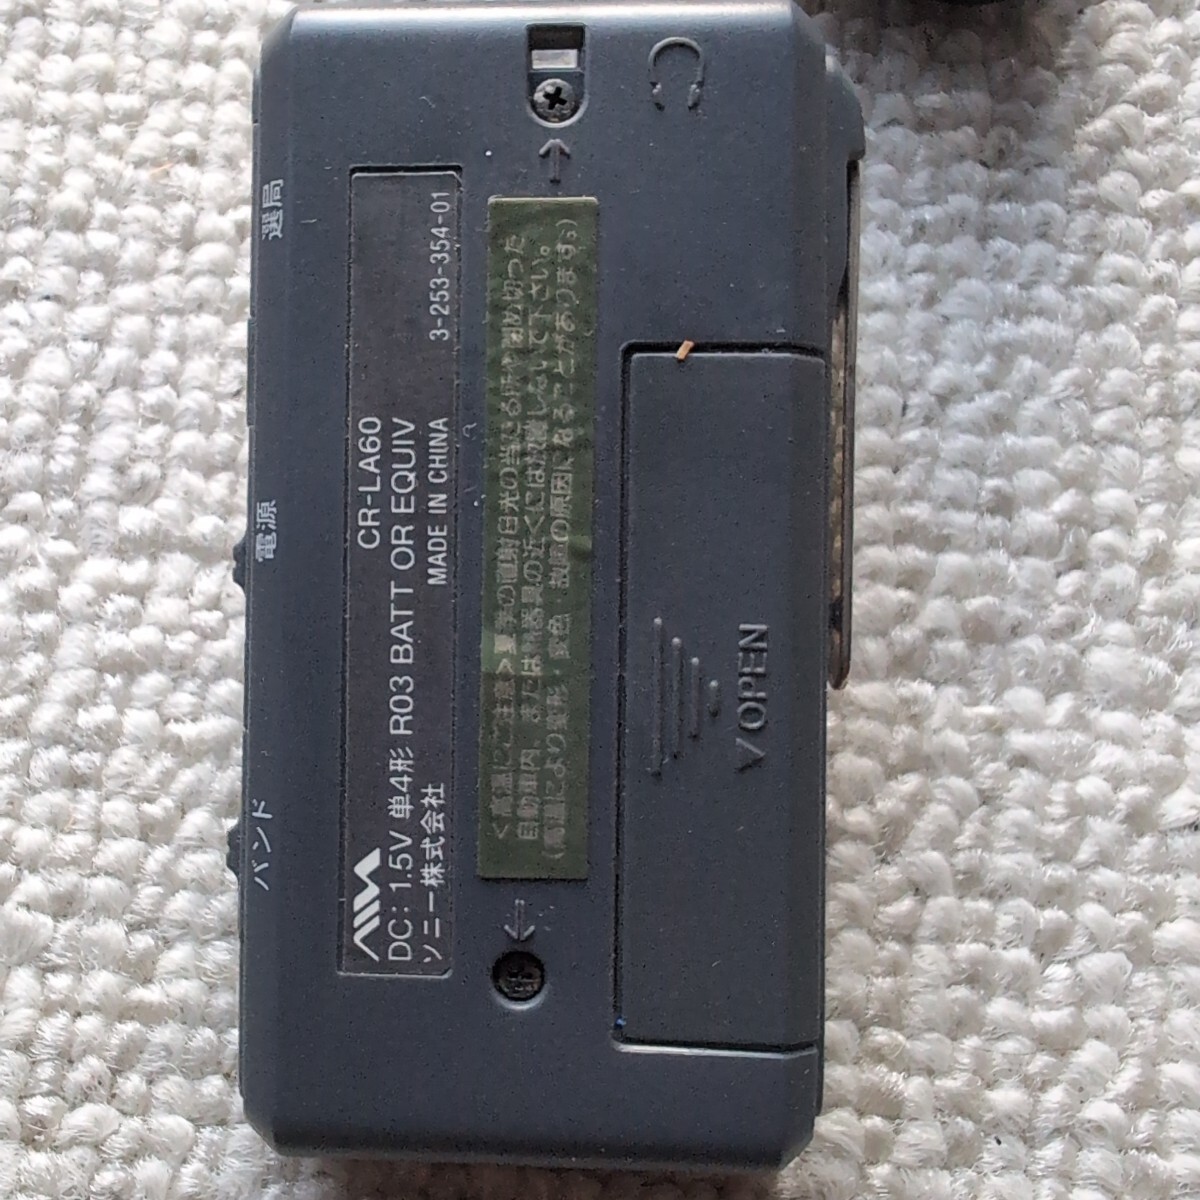 選局
電源
バンド
AIWA CR-LA60
DC: 1.5V 単4形 R03 BATT OR EQUIV
ソニー株式会社 MADE IN CHINA 3-253-354-01
<高温にご注意>夏季の直射日光の当たる所や閉め切った
自動車内、または熱器具の近くには放置しないで下さい。
(高温により変形・変色・故障の原因になることがあります。)
OPEN